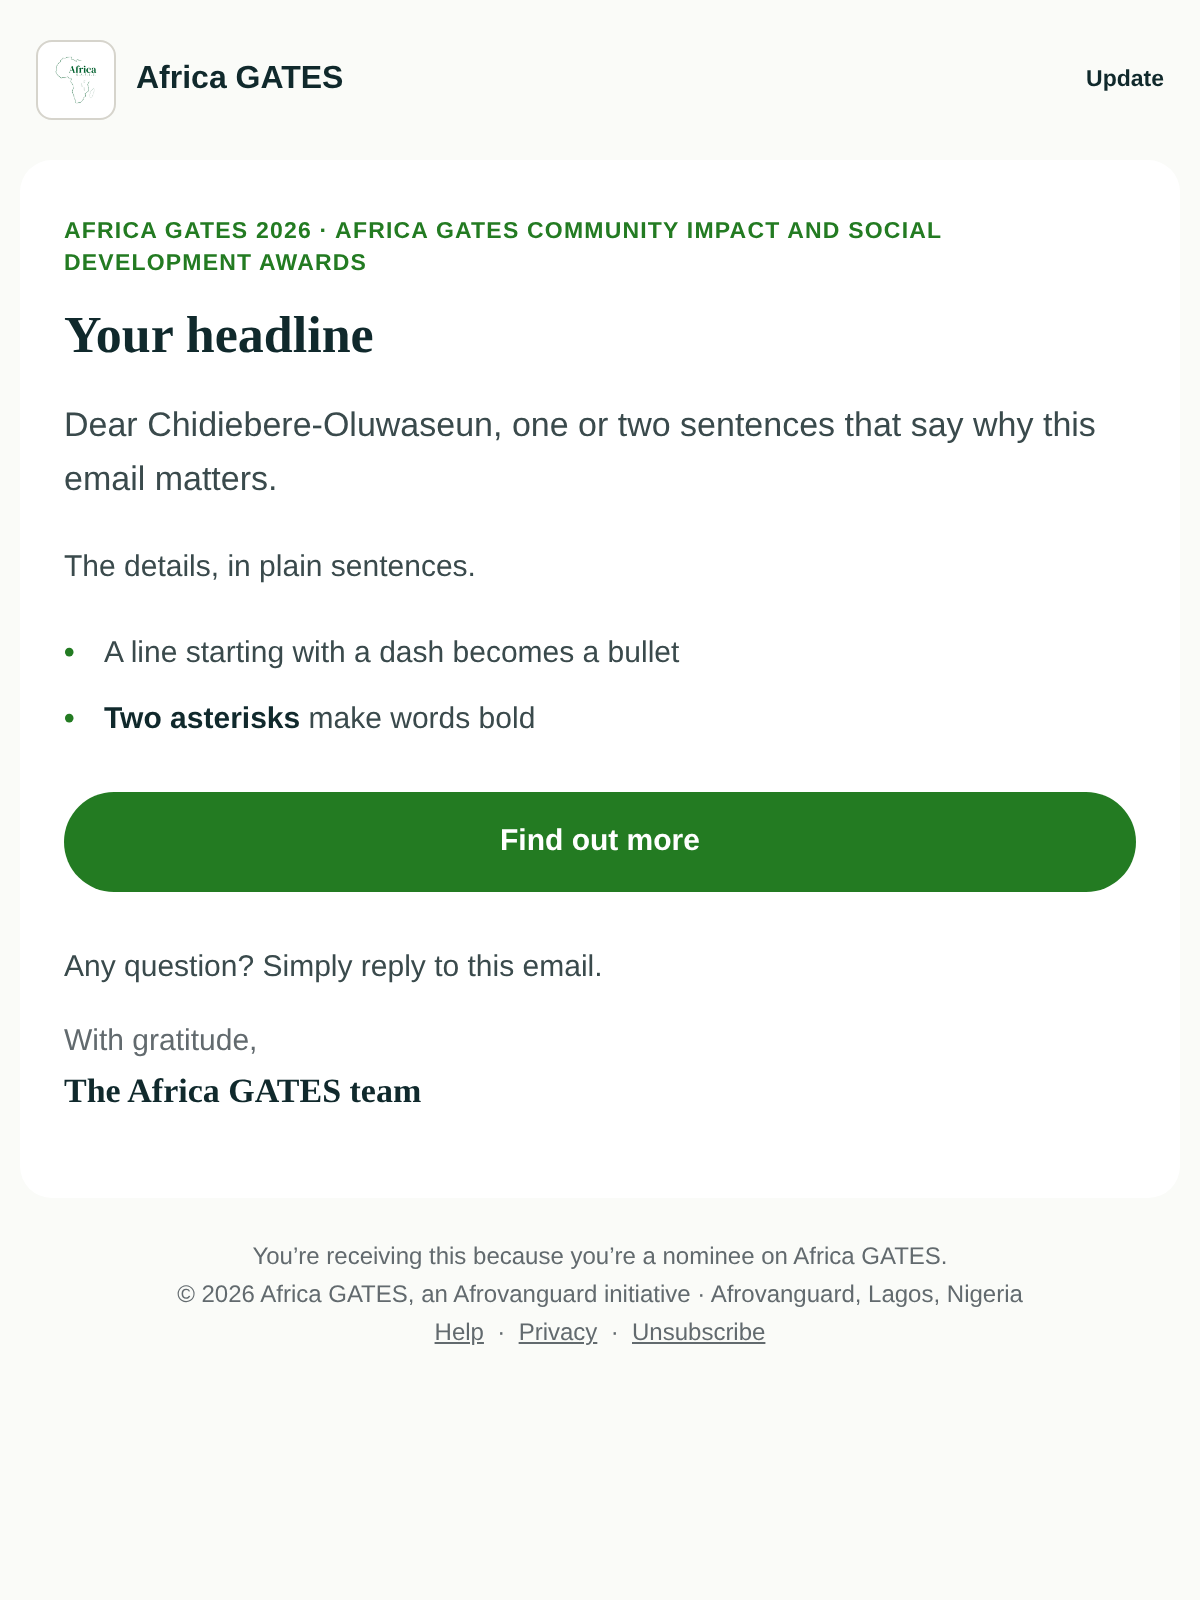 Africa
Africa GATES
Update
AFRICA GATES 2026 · AFRICA GATES COMMUNITY IMPACT AND SOCIAL
DEVELOPMENT AWARDS
Your headline
Dear Chidiebere-Oluwaseun, one or two sentences that say why this
email matters.
The details, in plain sentences.
• A line starting with a dash becomes a bullet
• Two asterisks make words bold
Find out more
Any question? Simply reply to this email.
With gratitude,
The Africa GATES team
You’re receiving this because you’re a nominee on Africa GATES.
© 2026 Africa GATES, an Afrovanguard initiative · Afrovanguard, Lagos, Nigeria
Help · Privacy · Unsubscribe